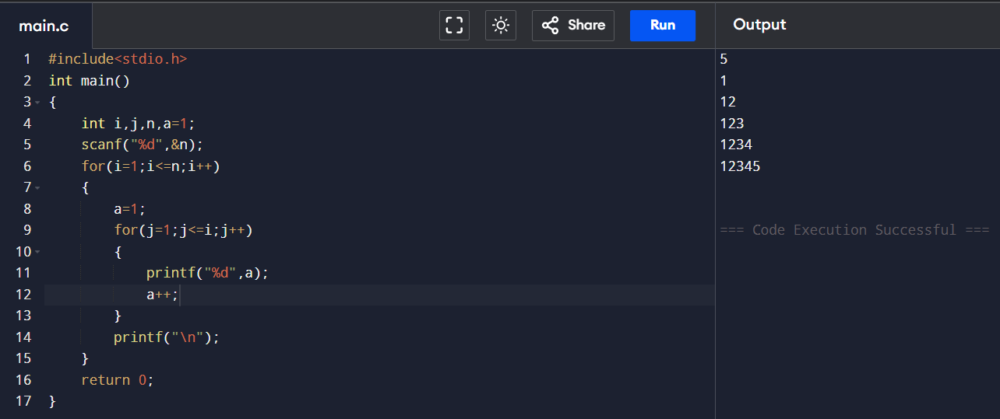 main.c
Share
Run
Output
1 #include<stdio.h>
2 int main()
3 {
4     int i,j,n,a=1;
5     scanf("%d",&n);
6     for(i=1;i<=n;i++)
7     {
8         a=1;
9         for(j=1;j<=i;j++)
10         {
11             printf("%d",a);
12             a++;
13         }
14         printf("\n");
15     }
16     return 0;
17 }
5
1
12
123
1234
12345
=== Code Execution Successful ===